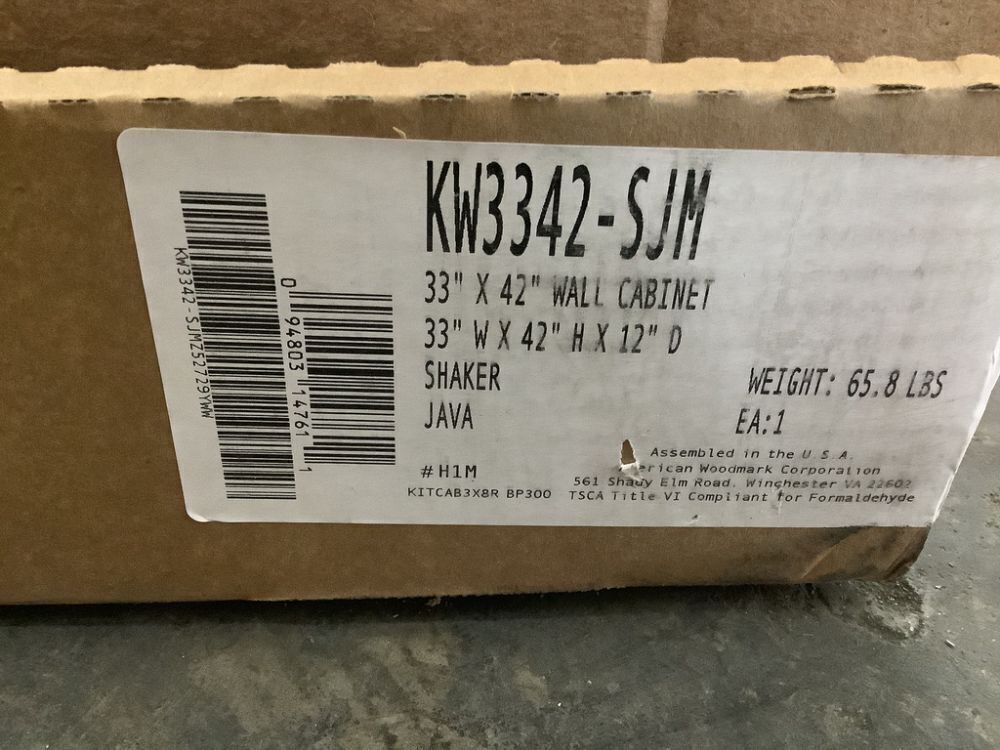 KW3342-SJM
33" X 42" WALL CABINET
33" W X 42" H X 12" D
SHAKER
JAVA
WEIGHT: 65.8 LBS
EA:1
#H1M
KITCAB3X8R BP300
Assembled in the U S A.
erican Woodmark Corporation
561 Shady Elm Road. Winchester VA 22602
TSCA Title VI Compliant for Formaldehyde
KW3342-SJMZ52729YWW
0 94803 14761 1